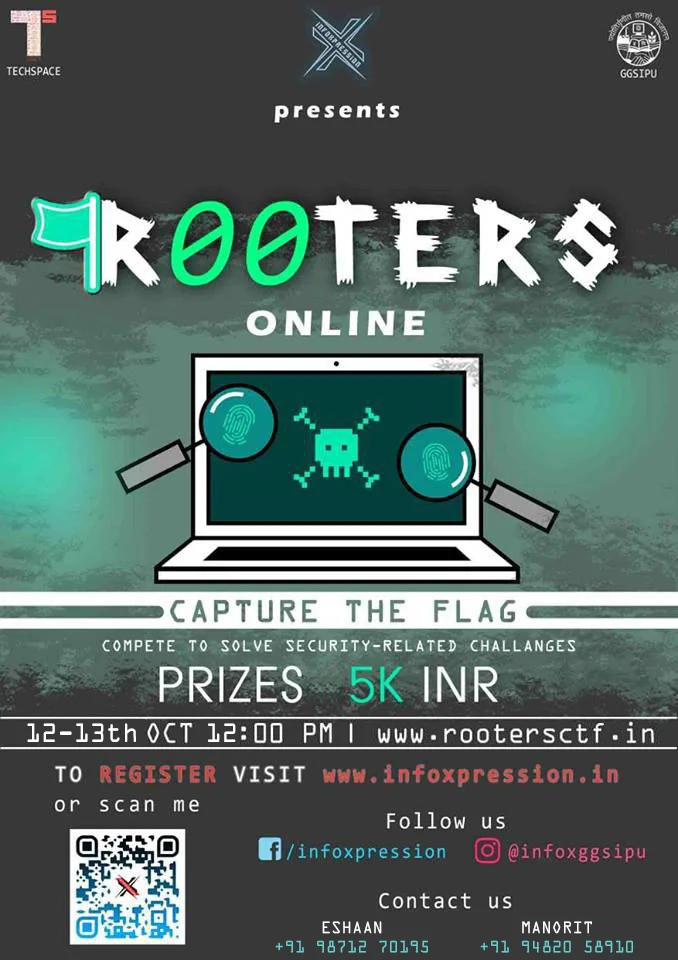 TS
TECHSPACE
INFOXPRESSION
X
GGSIPU
presents
R00TERS
ONLINE
CAPTURE THE FLAG
COMPETE TO SOLVE SECURITY-RELATED CHALLANGES
PRIZES 5K INR
12-13th OCT 12:00 PM | www.rootersctf.in
TO REGISTER VISIT www.infoxpression.in
or scan me
Follow us
/infoxpression @infoxggsipu
Contact us
ESHAAN MANORIT
+91 98712 70195 +91 94820 58910